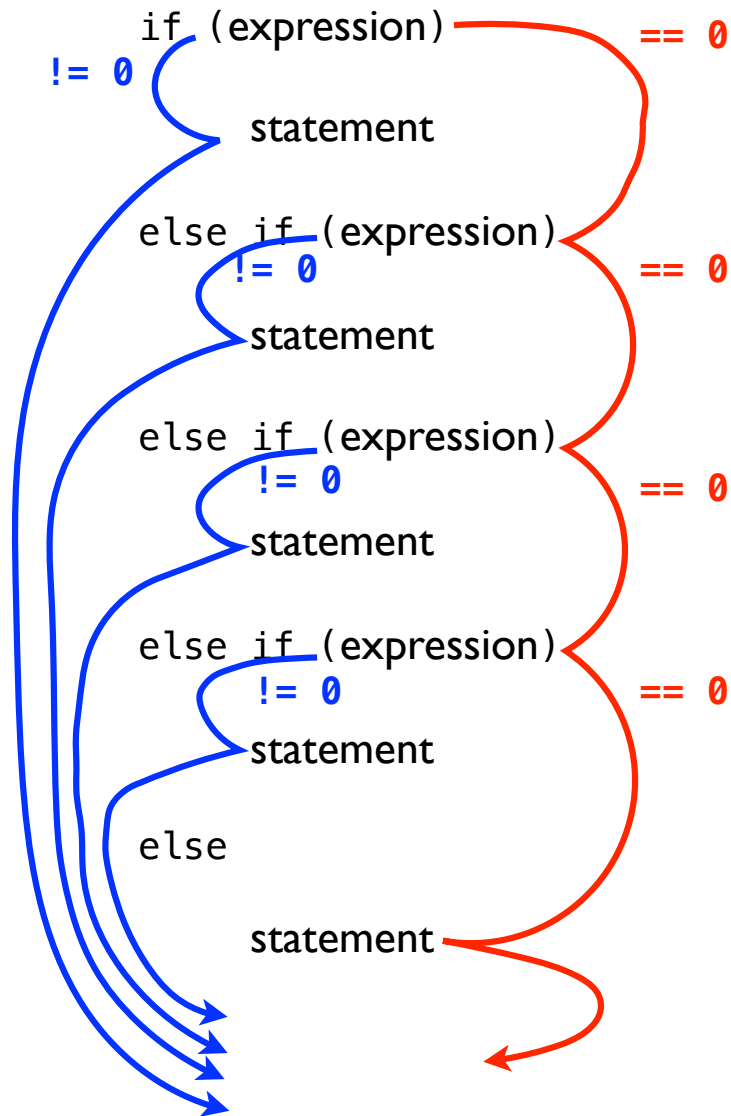 if (expression) == 0
!= 0
statement
else if (expression)
!= 0 == 0
statement
else if (expression)
!= 0 == 0
statement
else if (expression)
!= 0 == 0
statement
else
statement